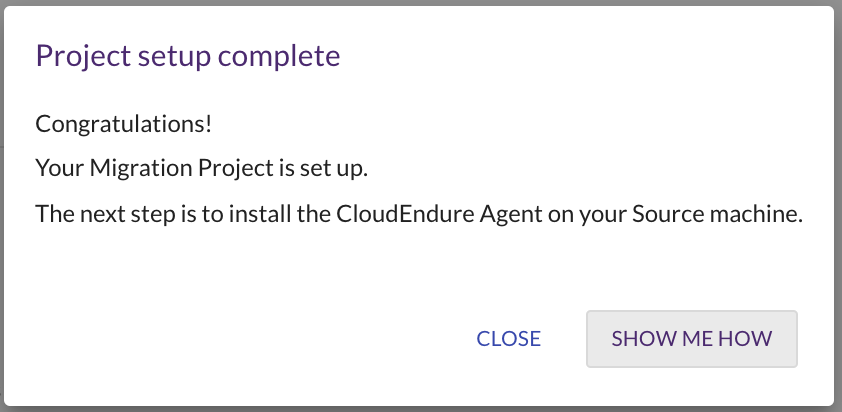 Project setup complete
Congratulations!
Your Migration Project is set up.
The next step is to install the CloudEndure Agent on your Source machine.
CLOSE
SHOW ME HOW